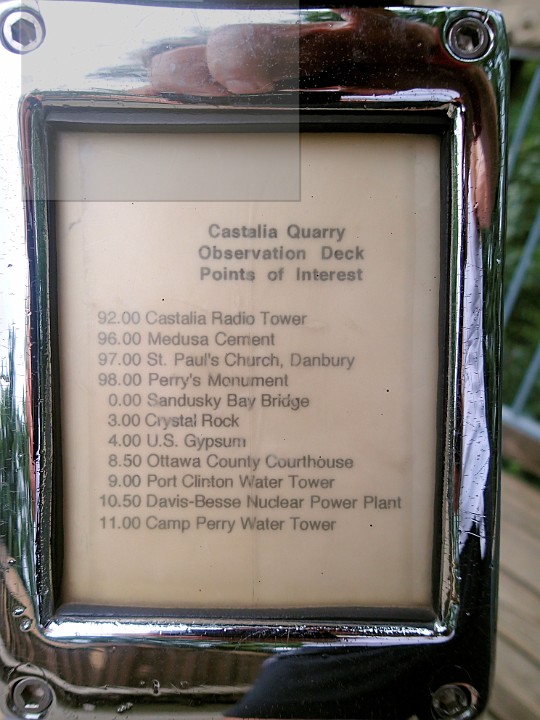 Castalia Quarry
Observation Deck
Points of Interest
92.00 Castalia Radio Tower
96.00 Medusa Cement
97.00 St. Paul's Church, Danbury
98.00 Perry's Monument
0.00 Sandusky Bay Bridge
3.00 Crystal Rock
4.00 U.S. Gypsum
8.50 Ottawa County Courthouse
9.00 Port Clinton Water Tower
10.50 Davis-Besse Nuclear Power Plant
11.00 Camp Perry Water Tower